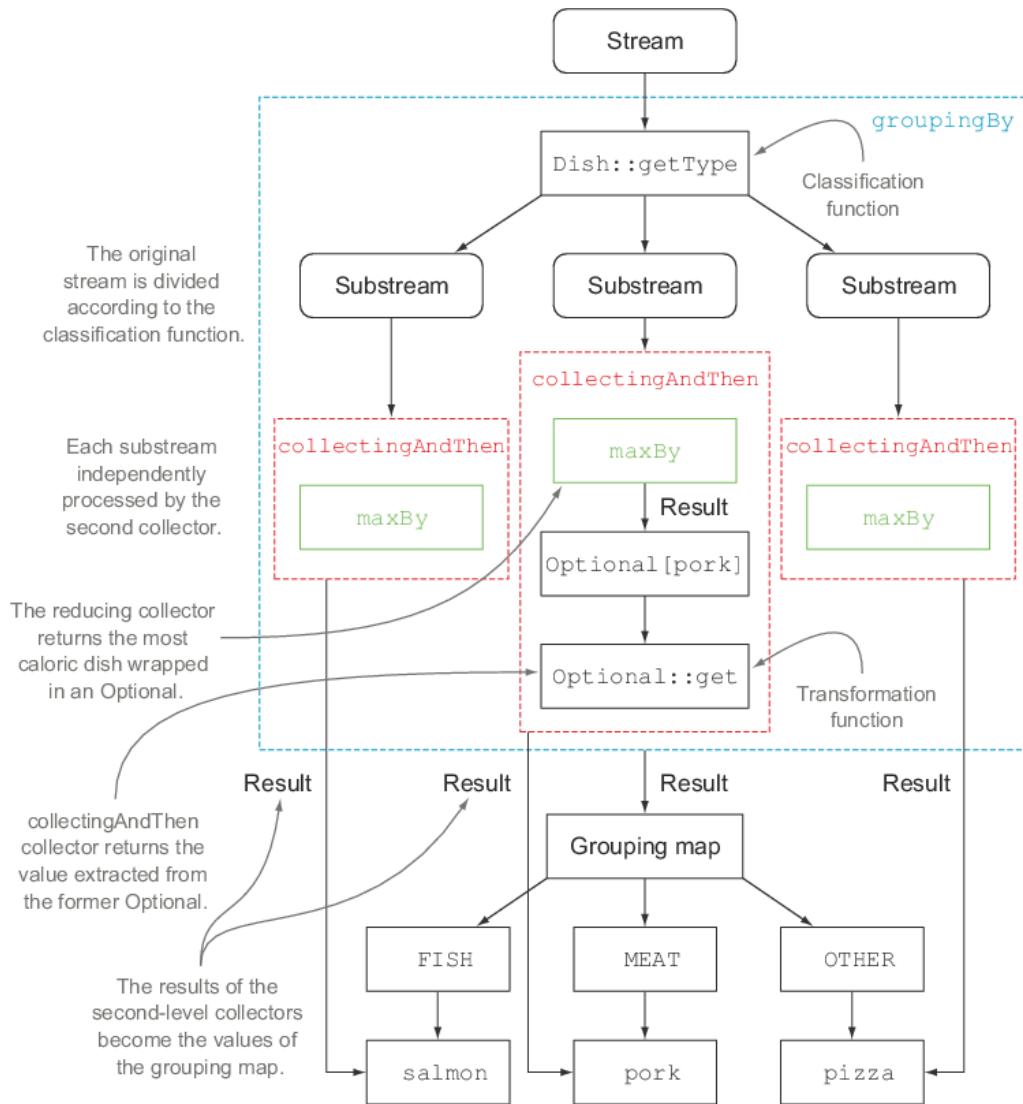 Stream
groupingBy
Dish::getType
Classification
function
The original
stream is divided
according to the
classification function.
Substream
Substream
Substream
collectingAndThen
collectingAndThen
collectingAndThen
Each substream
independently
processed by the
second collector.
maxBy
maxBy
maxBy
Result
Optional[pork]
The reducing collector
returns the most
caloric dish wrapped
in an Optional.
Optional::get
Transformation
function
Result
Result
Result
Result
collectingAndThen
collector returns the
value extracted from
the former Optional.
Grouping map
FISH
MEAT
OTHER
The results of the
second-level collectors
become the values of
the grouping map.
salmon
pork
pizza